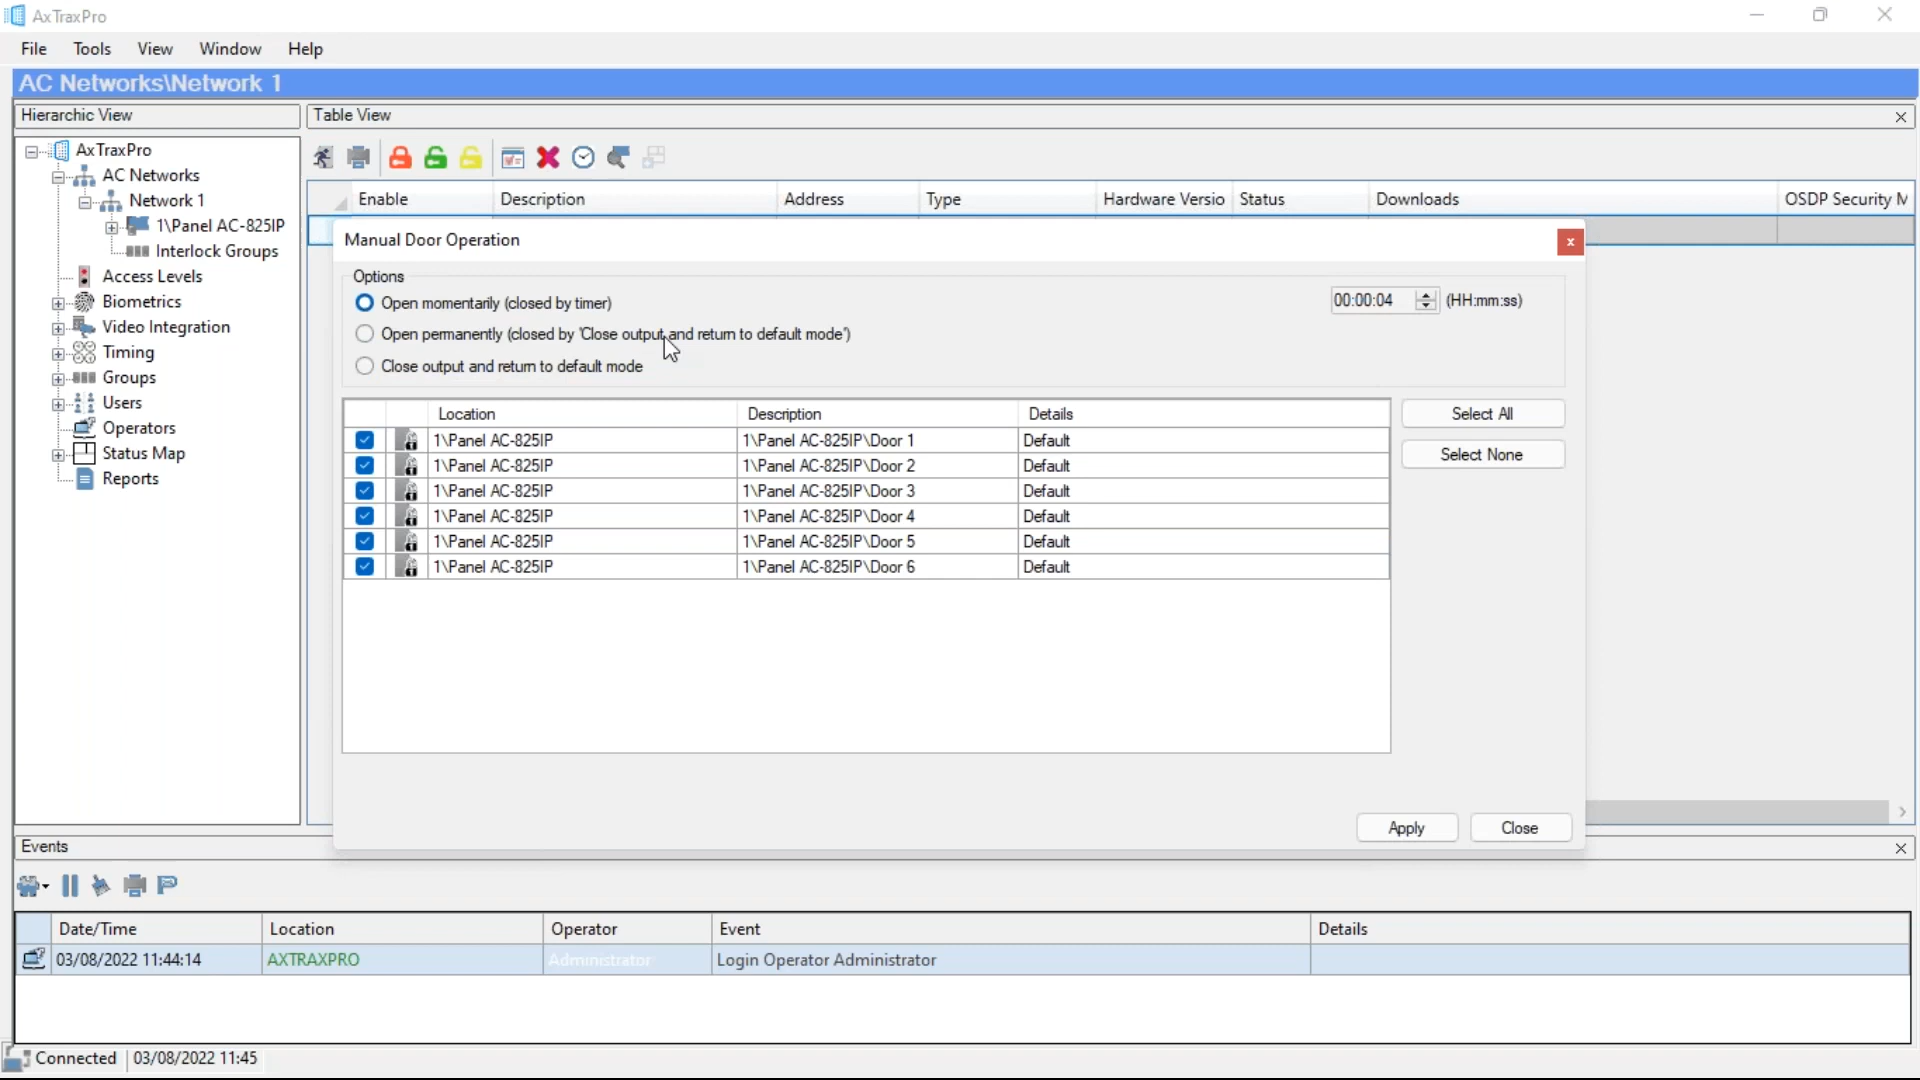 AxTraxPro
File Tools View Window Help
AC Networks\Network 1
Hierarchic View
Table View
AxTraxPro
AC Networks
Network 1
1\Panel AC-825IP
Interlock Groups
Access Levels
Biometrics
Video Integration
Timing
Groups
Users
Operators
Status Map
Reports
Enable Description Address Type Hardware Versio Status Downloads OSDP Security M
Manual Door Operation
Options
Open momentarily (closed by timer)
00:00:04 (HH:mm:ss)
Open permanently (closed by 'Close output and return to default mode')
Close output and return to default mode
Location Description Details
1\Panel AC-825IP 1\Panel AC-825IP\Door 1 Default
1\Panel AC-825IP 1\Panel AC-825IP\Door 2 Default
1\Panel AC-825IP 1\Panel AC-825IP\Door 3 Default
1\Panel AC-825IP 1\Panel AC-825IP\Door 4 Default
1\Panel AC-825IP 1\Panel AC-825IP\Door 5 Default
1\Panel AC-825IP 1\Panel AC-825IP\Door 6 Default
Select All
Select None
Apply Close
Events
Date/Time Location Operator Event Details
03/08/2022 11:44:14 AXTRAXPRO Administrator Login Operator Administrator
Connected 03/08/2022 11:45